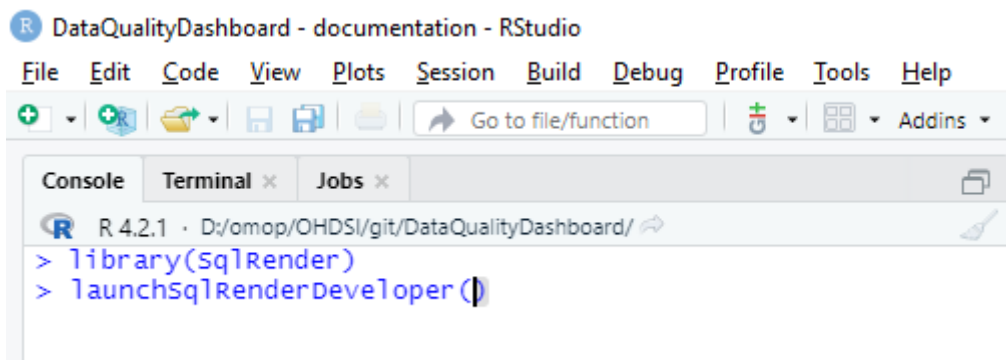 DataQualityDashboard - documentation - RStudio
File Edit Code View Plots Session Build Debug Profile Tools Help
Go to file/function Addins
Console Terminal Jobs
R 4.2.1 · D:/omop/OHDSI/git/DataQualityDashboard/
> library(SqlRender)
> launchSqlRenderDeveloper()